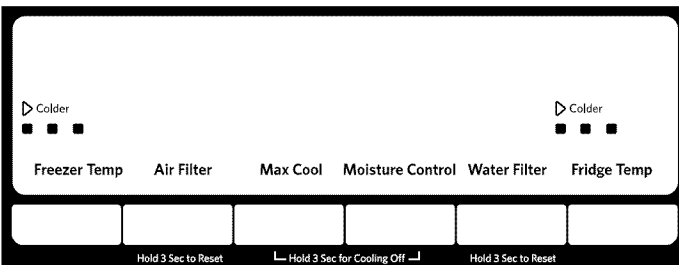 Colder Colder
Freezer Temp Air Filter Max Cool Moisture Control Water Filter Fridge Temp
Hold 3 Sec to Reset Hold 3 Sec for Cooling Off Hold 3 Sec to Reset